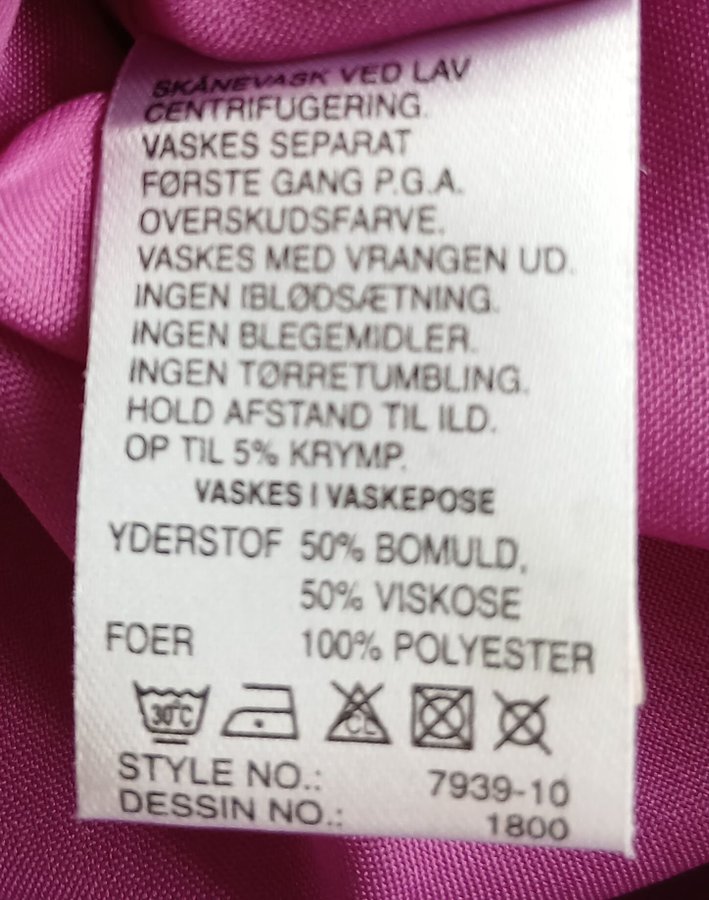 SKÅNEVASK VED LAV
CENTRIFUGERING.
VASKES SEPARAT
FØRSTE GANG P.G.A.
OVERSKUDSFARVE.
VASKES MED VRANGEN UD.
INGEN IBLØDSÆTNING.
INGEN BLEGEMIDLER.
INGEN TØRRETUMBLING.
HOLD AFSTAND TIL ILD.
OP TIL 5% KRYMP.
VASKES I VASKEPOSE
YDERSTOF 50% BOMULD,
50% VISKOSE
FOER 100% POLYESTER
30°C CL
STYLE NO.: 7939-10
DESSIN NO.: 1800